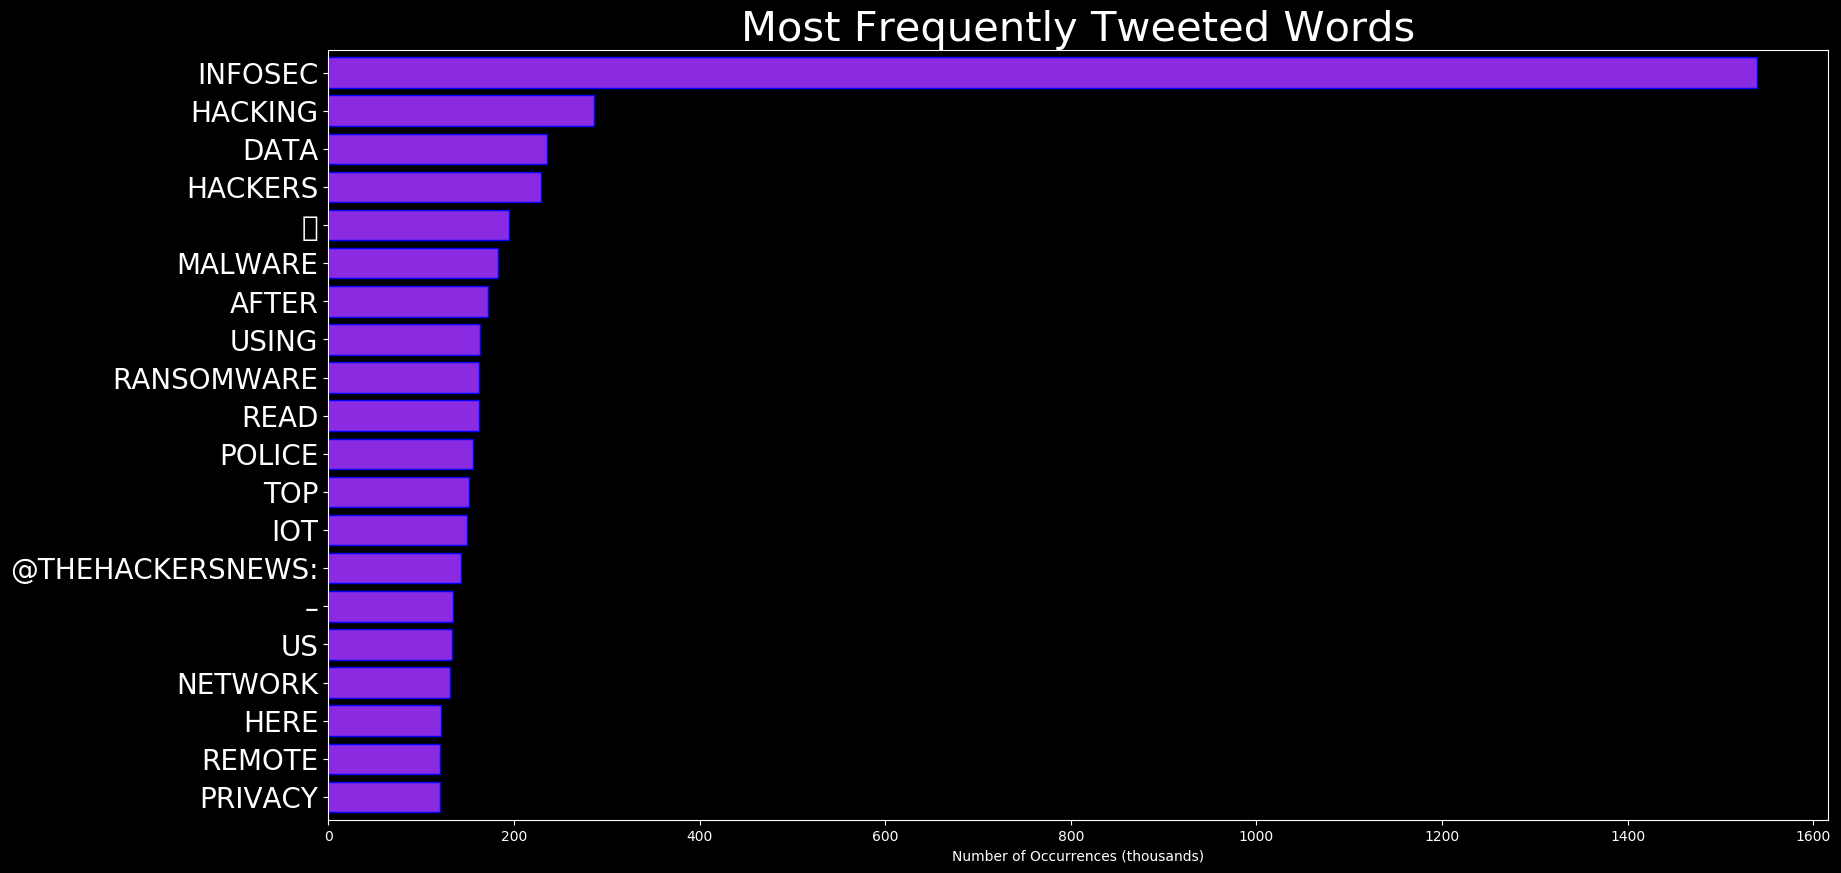 Most Frequently Tweeted Words
INFOSEC
HACKING
DATA
HACKERS
MALWARE
AFTER
USING
RANSOMWARE
READ
POLICE
TOP
IOT
@THEHACKERSNEWS:
–
US
NETWORK
HERE
REMOTE
PRIVACY
0 200 400 600 800 1000 1200 1400 1600
Number of Occurrences (thousands)